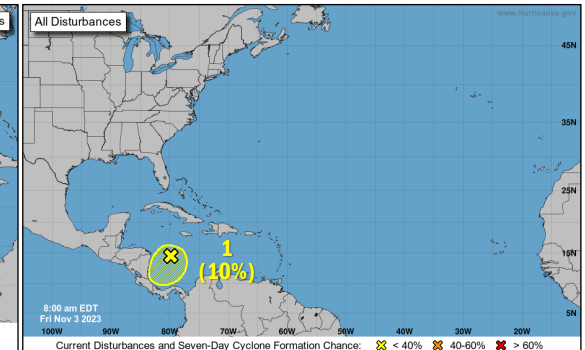 s
All Disturbances
www.hurricanes.gov
45N
35N
25N
15N
5N
1
(10%)
8:00 am EDT
Fri Nov 3 2023
100W 90W 80W 70W 60W 50W 40W 30W 20W
Current Disturbances and Seven-Day Cyclone Formation Chance: < 40% 40-60% > 60%